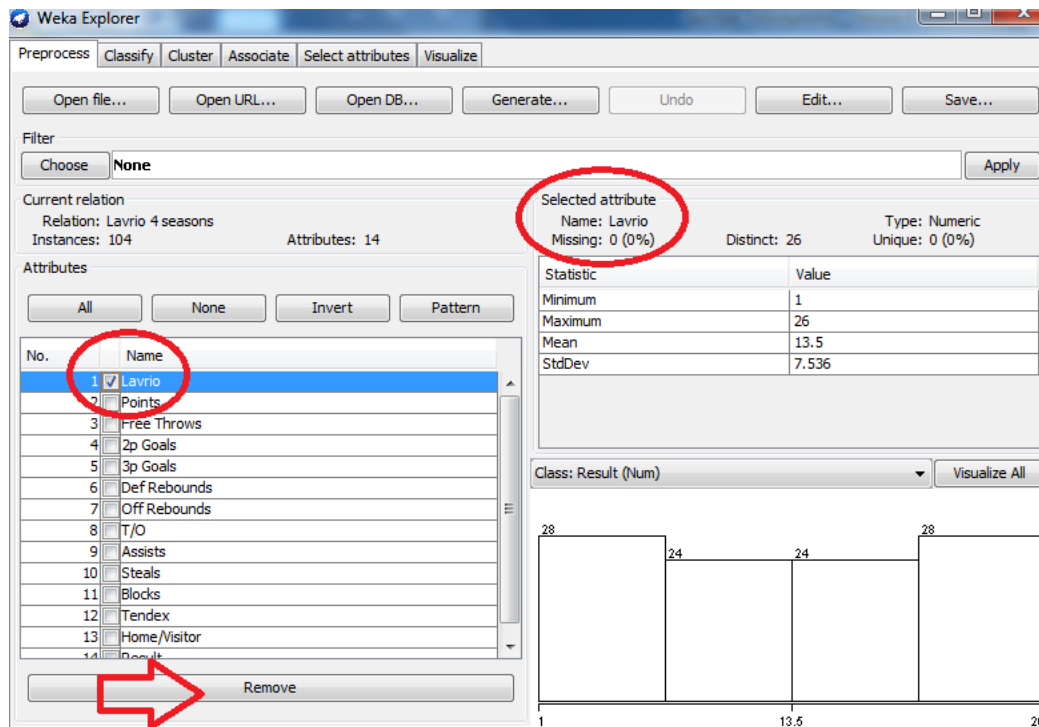 Weka Explorer
Preprocess Classify Cluster Associate Select attributes Visualize
Open file... Open URL... Open DB... Generate... Undo Edit... Save...
Filter
Choose None Apply
Current relation
Relation: Lavrio 4 seasons
Instances: 104 Attributes: 14
Selected attribute
Name: Lavrio Type: Numeric
Missing: 0 (0%) Distinct: 26 Unique: 0 (0%)
Attributes
All None Invert Pattern
No. Name
1 Lavrio
2 Points
3 Free Throws
4 2p Goals
5 3p Goals
6 Def Rebounds
7 Off Rebounds
8 T/O
9 Assists
10 Steals
11 Blocks
12 Tendex
13 Home/Visitor
14 Result
Remove
Statistic Value
Minimum 1
Maximum 26
Mean 13.5
StdDev 7.536
Class: Result (Num) Visualize All
28 24 24 28
1 13.5